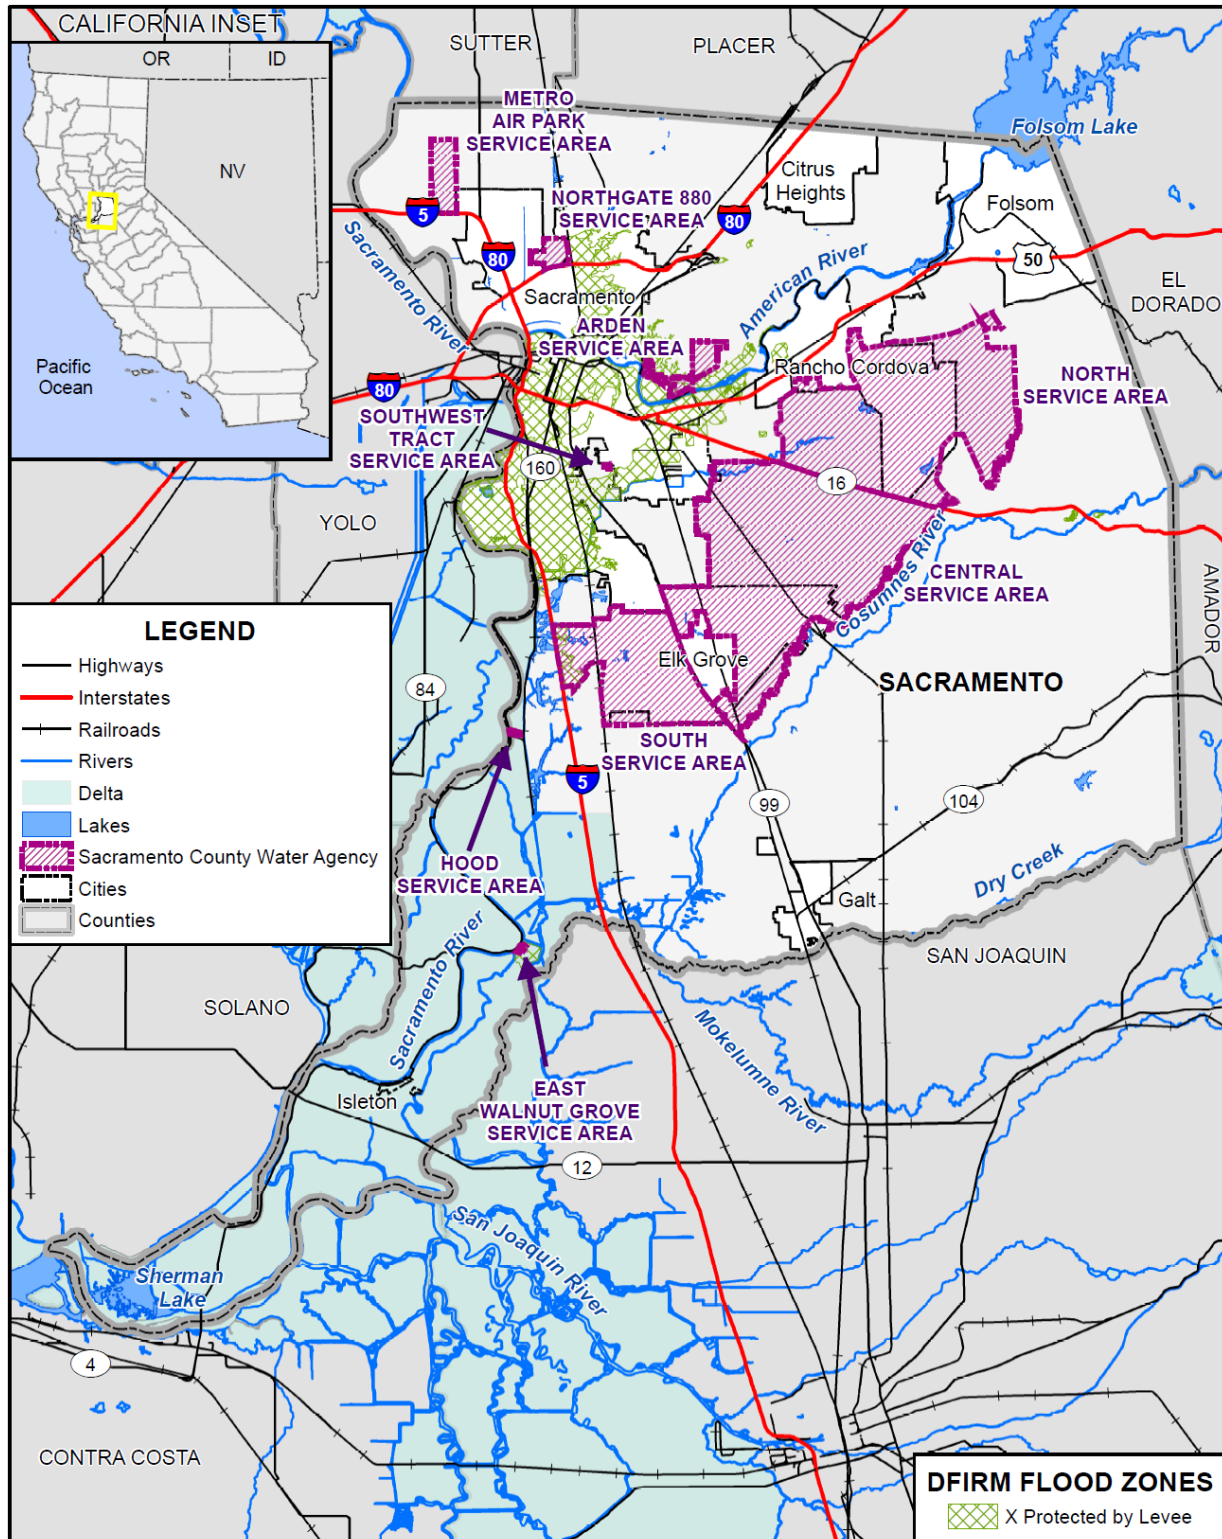 CALIFORNIA INSET
OR
ID
NV
Pacific
Ocean
SUTTER
PLACER
METRO
AIR PARK
SERVICE AREA
Folsom Lake
Citrus
Heights
NORTHGATE 880
SERVICE AREA
Folsom
5
80
80
50
Sacramento River
American River
EL
DORADO
Sacramento
ARDEN
SERVICE AREA
Rancho Cordova
NORTH
SERVICE AREA
80
SOUTHWEST
TRACT
SERVICE AREA
160
16
YOLO
Cosumnes River
CENTRAL
SERVICE AREA
AMADOR
Elk Grove
SACRAMENTO
84
SOUTH
SERVICE AREA
5
99
104
LEGEND
Highways
Interstates
Railroads
Rivers
Delta
Lakes
Sacramento County Water Agency
Cities
Counties
HOOD
SERVICE AREA
Dry Creek
Galt
SAN JOAQUIN
Sacramento River
SOLANO
Mokelumne River
Isleton
EAST
WALNUT GROVE
SERVICE AREA
12
San Joaquin River
Sherman
Lake
4
CONTRA COSTA
DFIRM FLOOD ZONES
X Protected by Levee